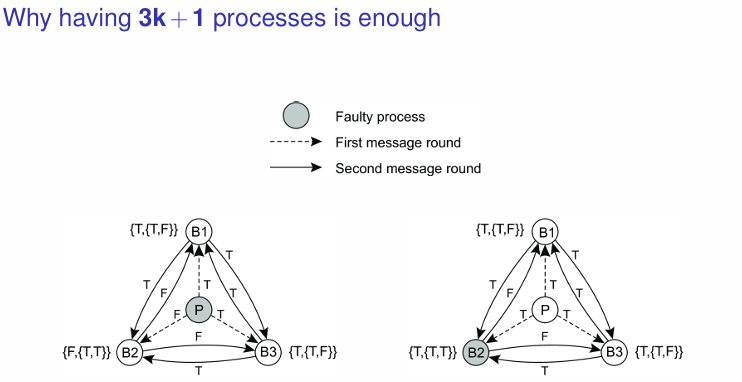 Why having 3k + 1 processes is enough
Faulty process
First message round
Second message round
{T,{T,F}} B1
T
T F T T
P
F T
F
{F,{T,T}} B2 B3 {T,{T,F}}
T
{T,{T,F}} B1
T
T F T T
P
T T
F
{T,{T,T}} B2 B3 {T,{T,F}}
T